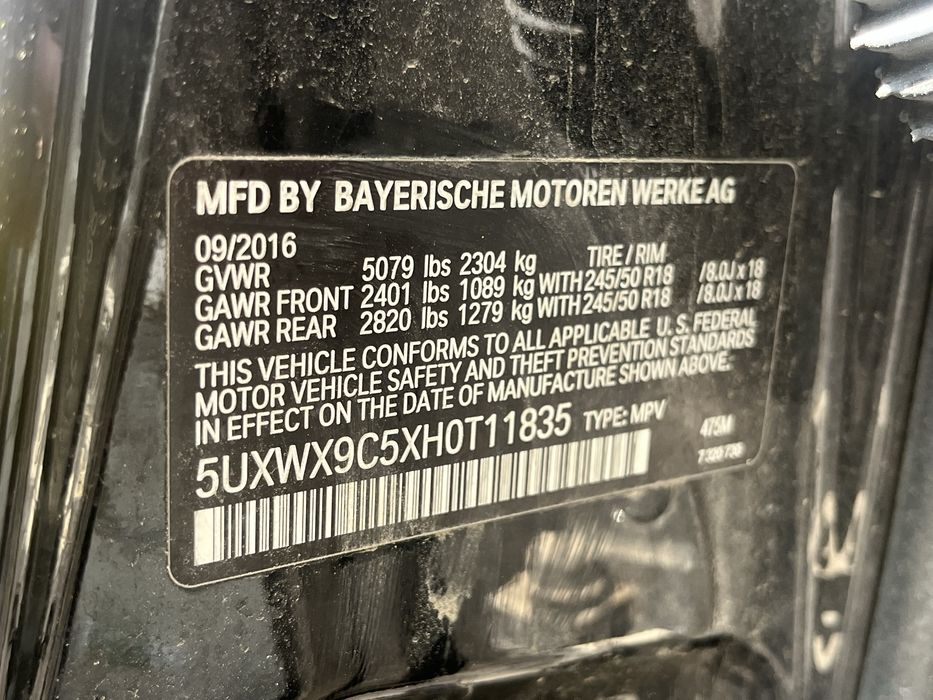 MFD BY BAYERISCHE MOTOREN WERKE AG
09/2016 TIRE / RIM
GVWR 5079 lbs 2304 kg
GAWR FRONT 2401 lbs 1089 kg WITH 245/50 R18 /8.0J x 18
GAWR REAR 2820 lbs 1279 kg WITH 245/50 R18 /8.0J x 18
THIS VEHICLE CONFORMS TO ALL APPLICABLE U.S. FEDERAL
MOTOR VEHICLE SAFETY AND THEFT PREVENTION STANDARDS
IN EFFECT ON THE DATE OF MANUFACTURE SHOWN ABOVE.
5UXWX9C5XH0T11835 TYPE: MPV 475M
7 320 738